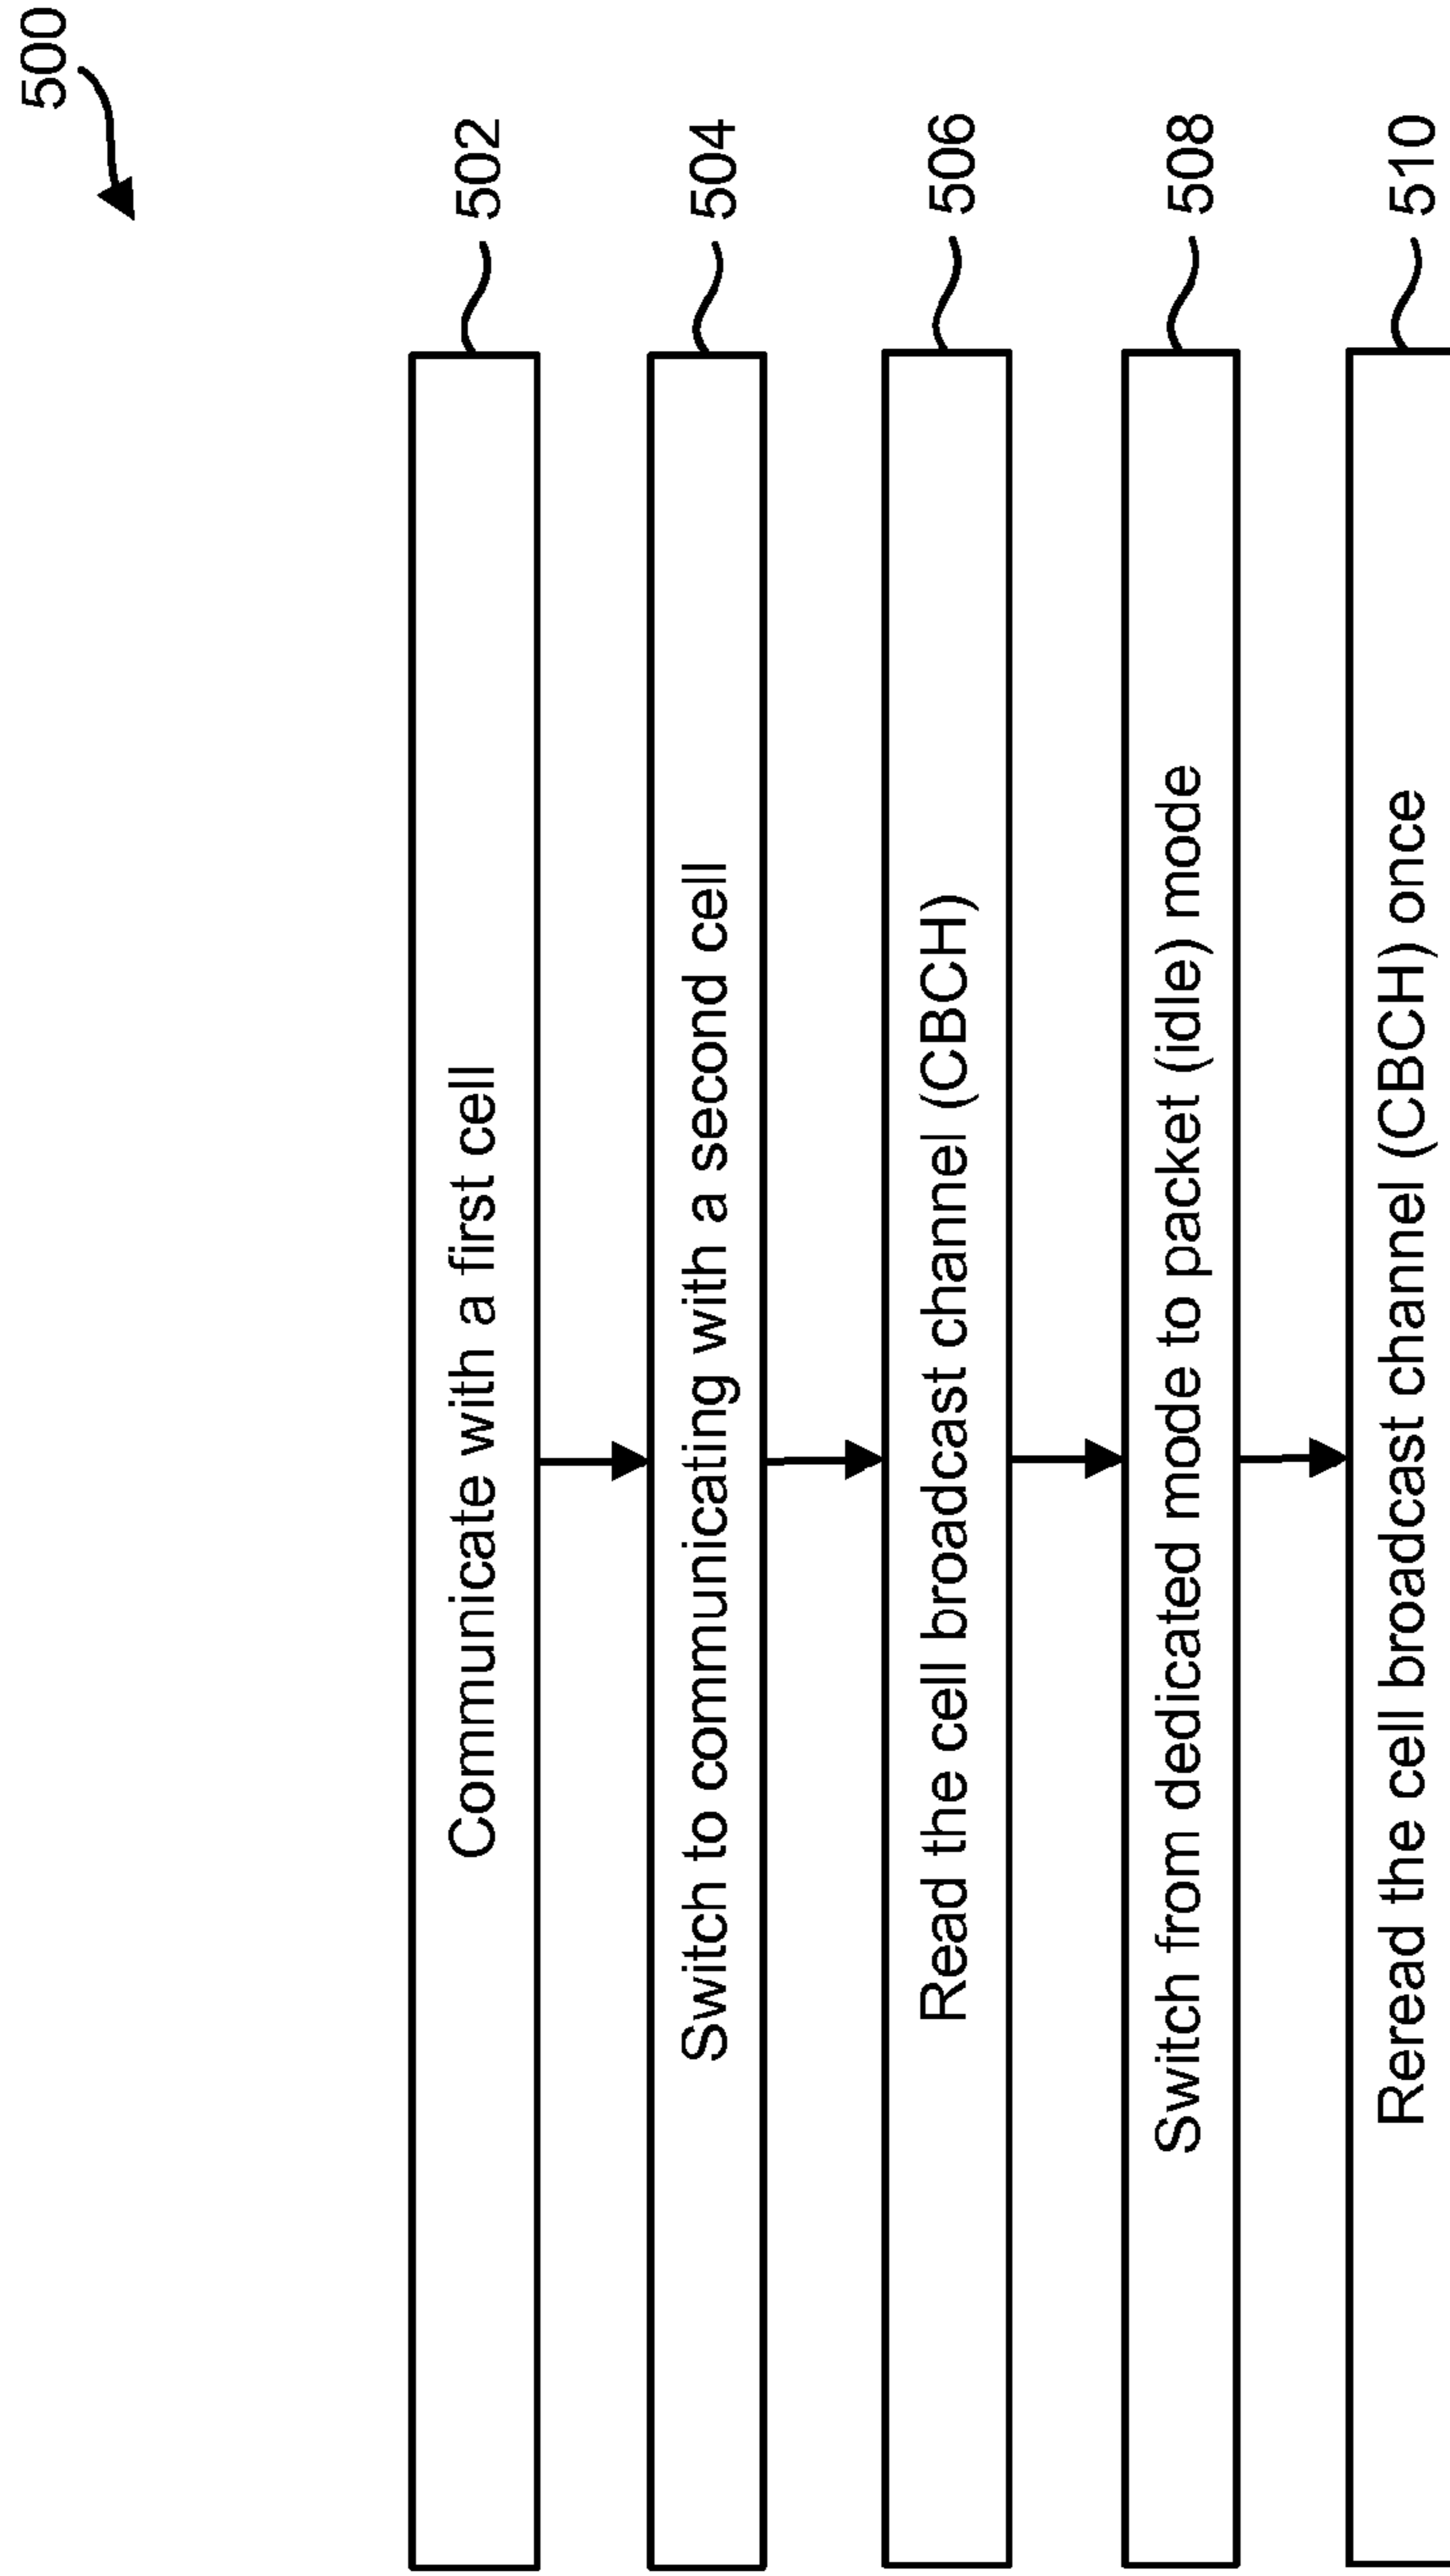 500
Communicate with a first cell
502
Switch to communicating with a second cell
504
Read the cell broadcast channel (CBCH)
506
Switch from dedicated mode to packet (idle) mode
508
Reread the cell broadcast channel (CBCH) once
510